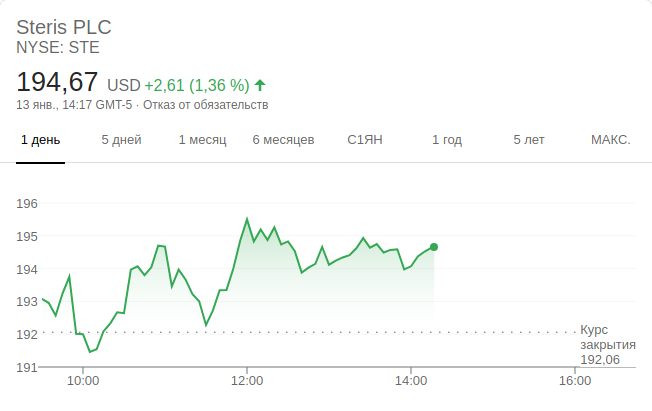 Steris PLC
NYSE: STE
194,67 USD +2,61 (1,36 %)
13 янв., 14:17 GMT-5 · Отказ от обязательств
1 день 5 дней 1 месяц 6 месяцев С1ЯН 1 год 5 лет МАКС.
196
195
194
193
192
191
Курс
закрытия
192,06
10:00 12:00 14:00 16:00